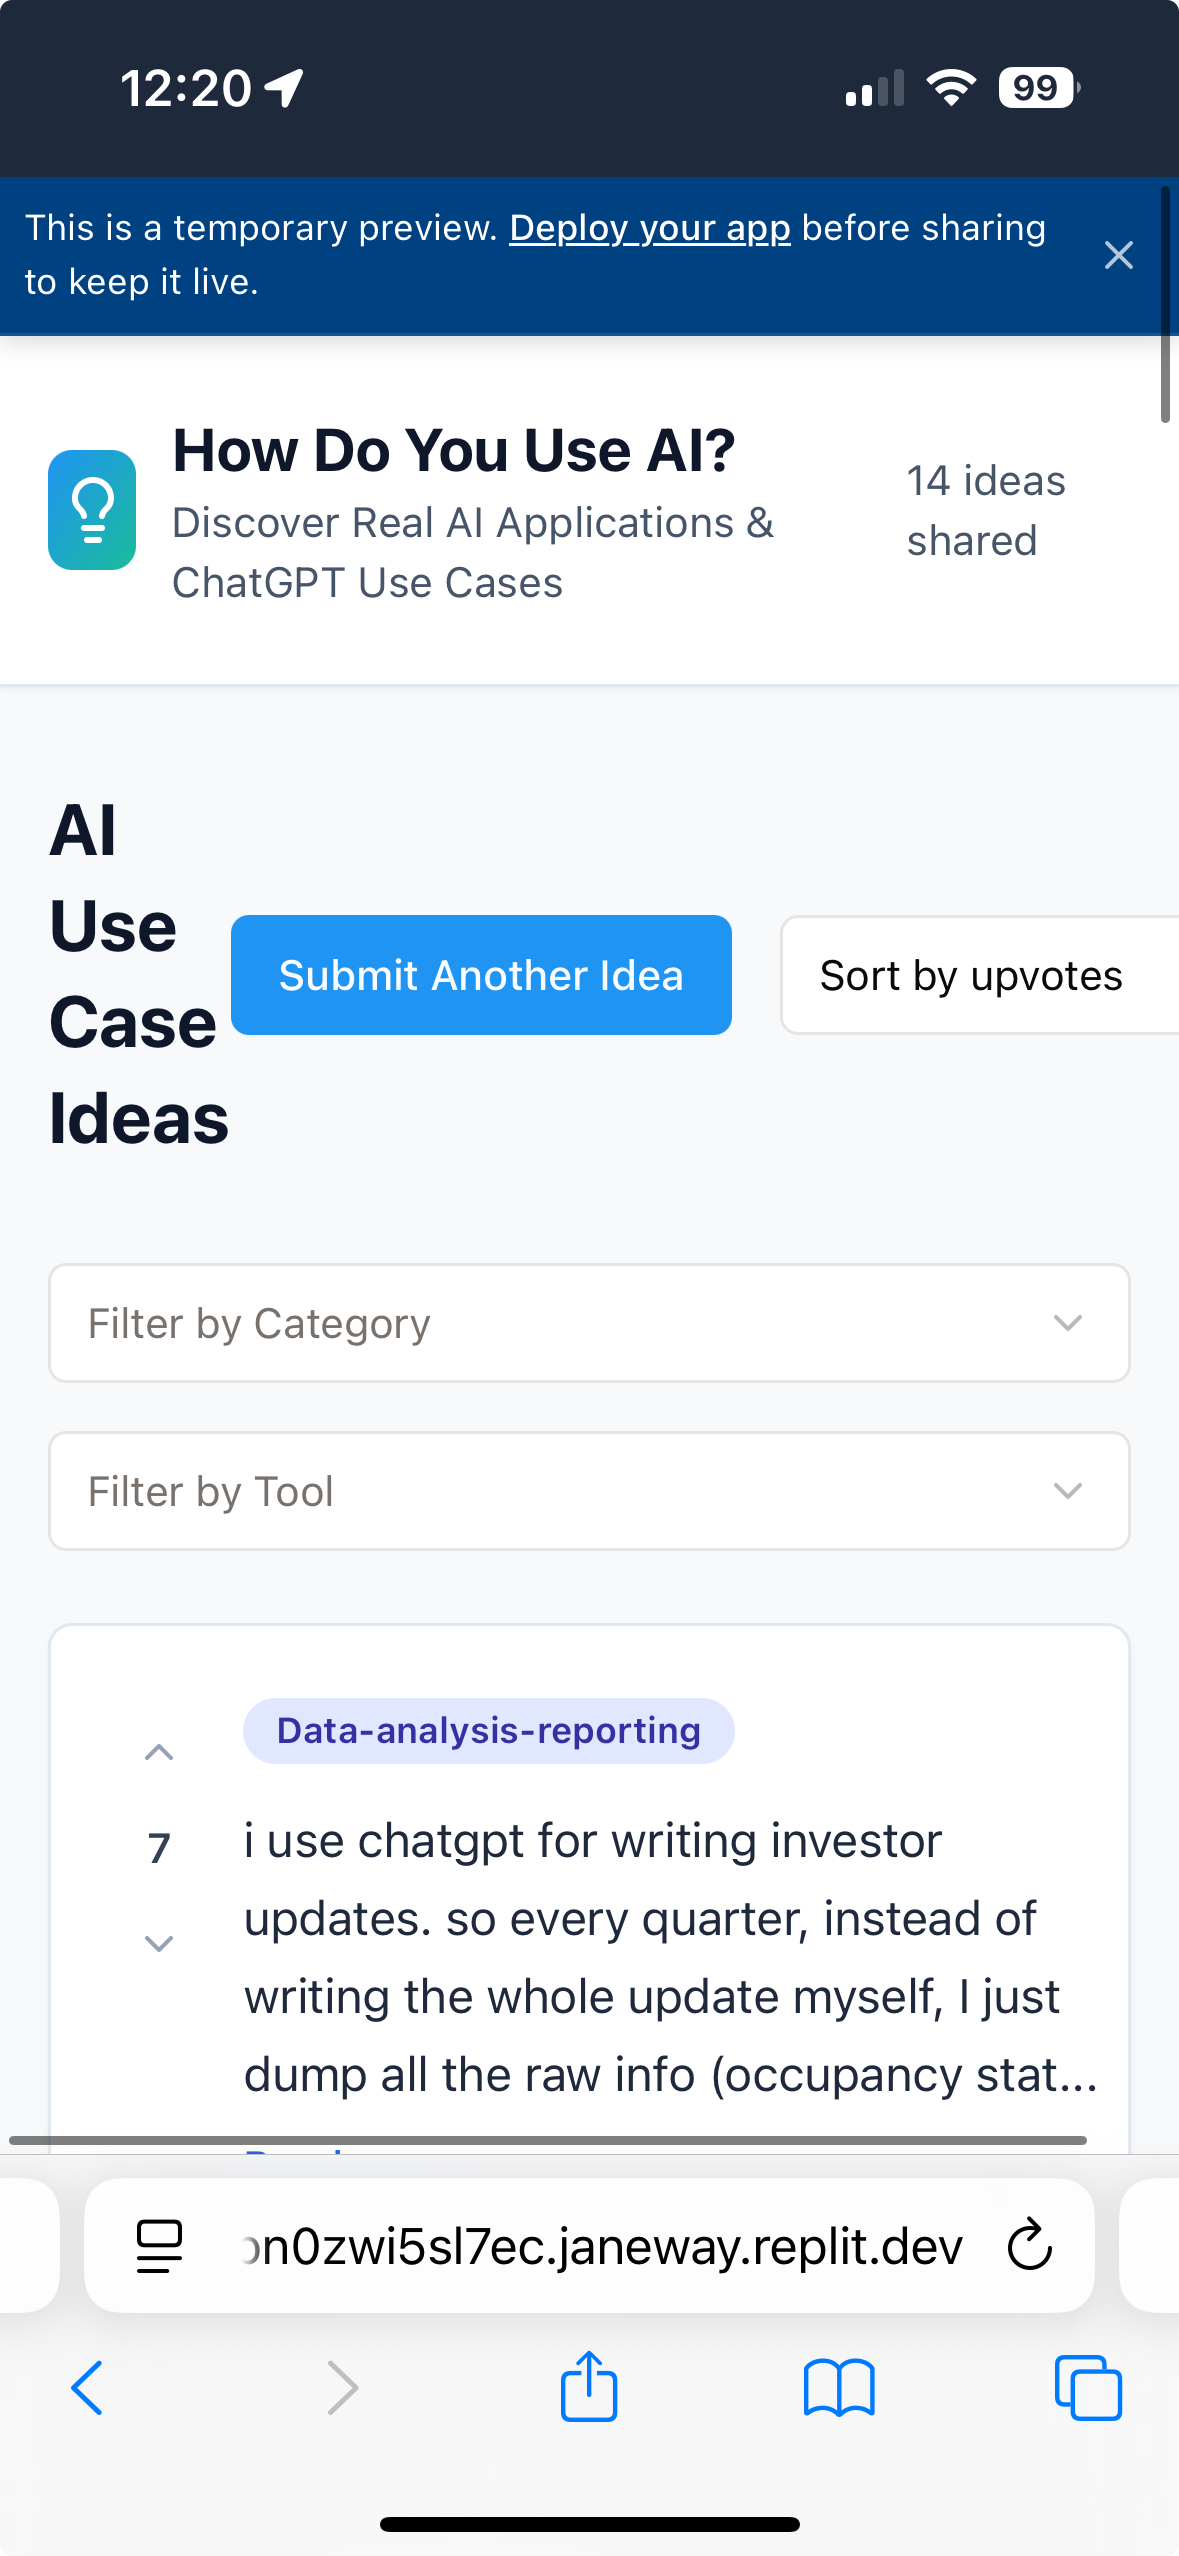 12:20
99
This is a temporary preview. Deploy your app before sharing
to keep it live.
How Do You Use AI?
Discover Real AI Applications &
ChatGPT Use Cases
14 ideas
shared
AI
Use
Case
Ideas
Submit Another Idea
Sort by upvotes
Filter by Category
Filter by Tool
Data-analysis-reporting
7
i use chatgpt for writing investor
updates. so every quarter, instead of
writing the whole update myself, I just
dump all the raw info (occupancy stat...
n0zwi5sl7ec.janeway.replit.dev